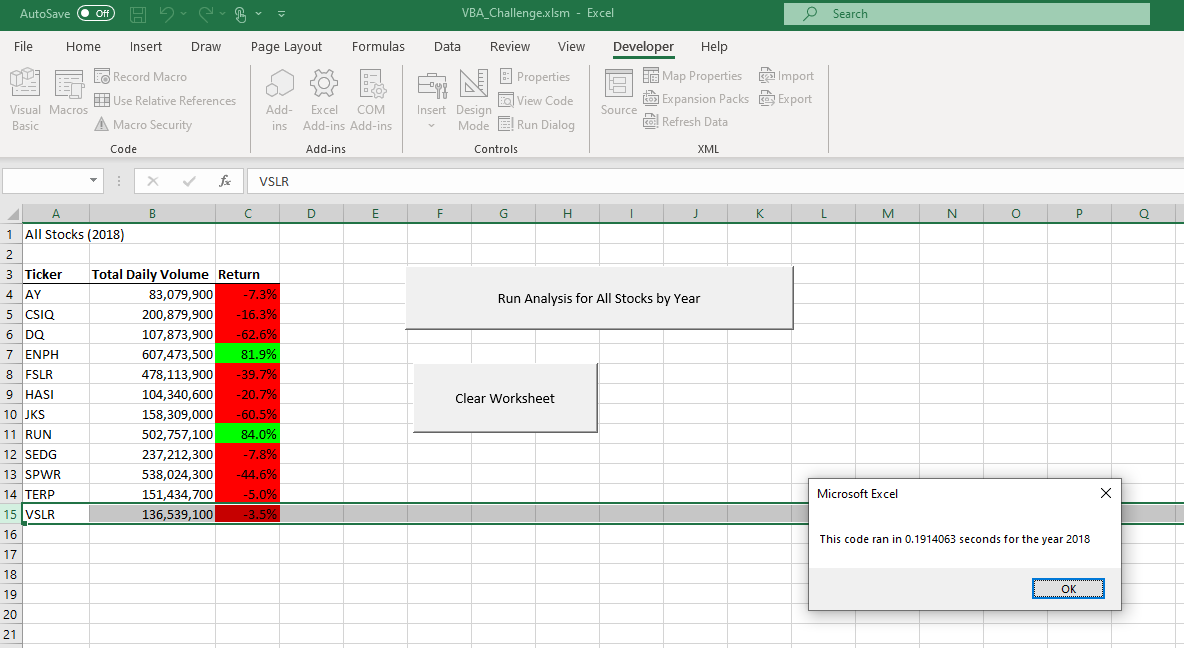 AutoSave Off VBA_Challenge.xlsm - Excel Search
File Home Insert Draw Page Layout Formulas Data Review View Developer Help
Visual Basic
Macros
Record Macro
Use Relative References
Macro Security
Code
Add-ins
Excel Add-ins
COM Add-ins
Add-ins
Insert
Design Mode
Properties
View Code
Run Dialog
Controls
Source
Map Properties
Expansion Packs
Refresh Data
Import
Export
XML
fx VSLR
A B C D E F G H I J K L M N O P Q
1 All Stocks (2018)
2
3 Ticker Total Daily Volume Return
4 AY 83,079,900 -7.3%
5 CSIQ 200,879,900 -16.3%
6 DQ 107,873,900 -62.6%
7 ENPH 607,473,500 81.9%
8 FSLR 478,113,900 -39.7%
9 HASI 104,340,600 -20.7%
10 JKS 158,309,000 -60.5%
11 RUN 502,757,100 84.0%
12 SEDG 237,212,300 -7.8%
13 SPWR 538,024,300 -44.6%
14 TERP 151,434,700 -5.0%
15 VSLR 136,539,100 -3.5%
16
17
18
19
20
21
Run Analysis for All Stocks by Year
Clear Worksheet
Microsoft Excel
This code ran in 0.1914063 seconds for the year 2018
OK